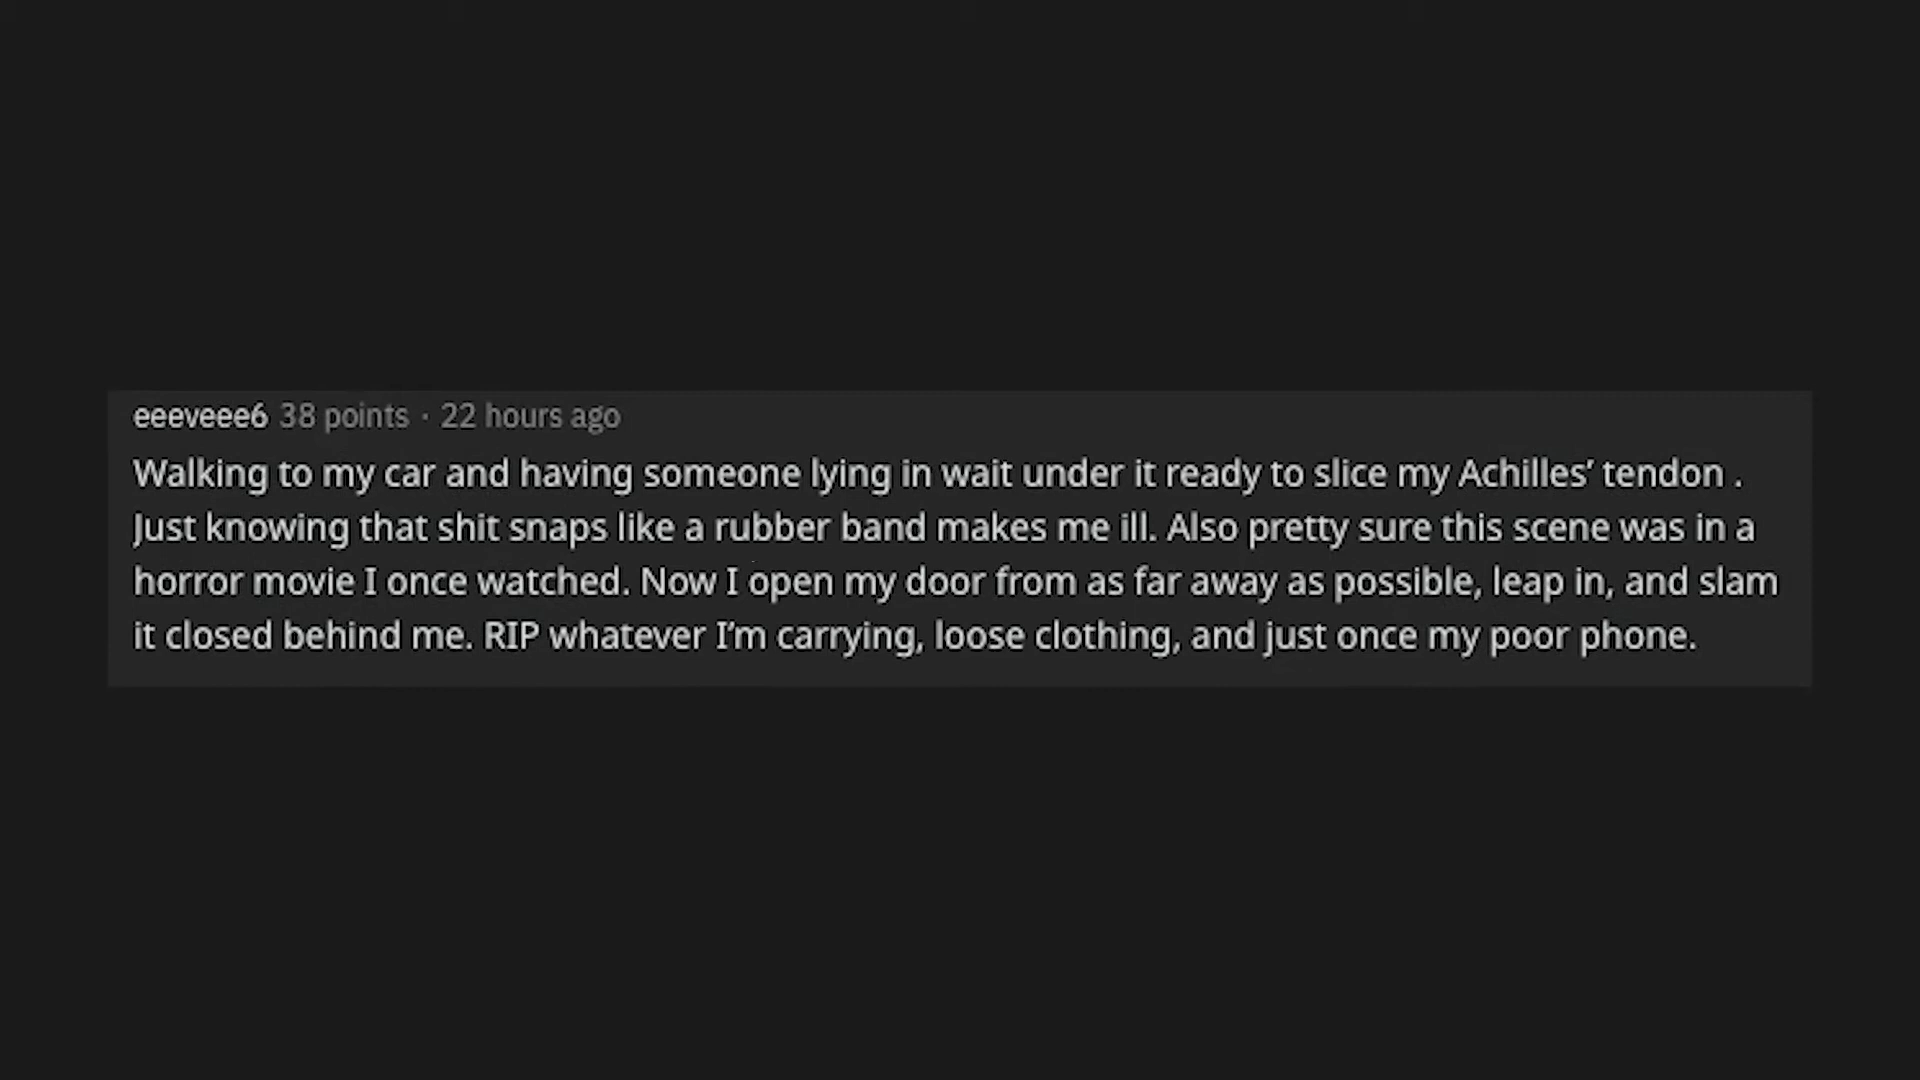 eeeveee6 38 points · 22 hours ago
Walking to my car and having someone lying in wait under it ready to slice my Achilles’ tendon .
Just knowing that shit snaps like a rubber band makes me ill. Also pretty sure this scene was in a
horror movie I once watched. Now I open my door from as far away as possible, leap in, and slam
it closed behind me. RIP whatever I’m carrying, loose clothing, and just once my poor phone.